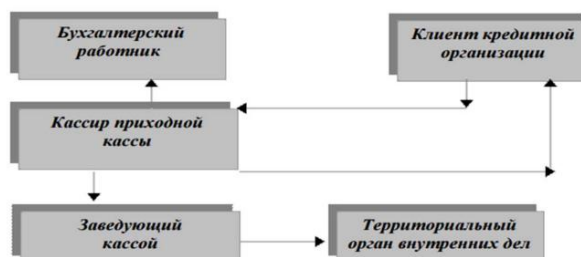 Бухгалтерский
работник
Клиент кредитной
организации
Кассир приходной
кассы
Заведующий
кассой
Территориальный
орган внутренних дел